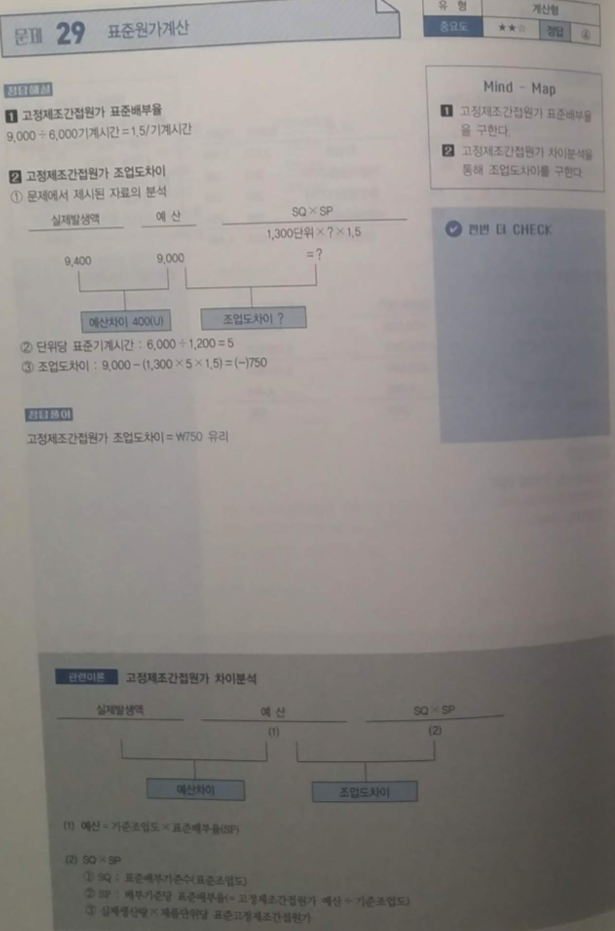 문제 29 표준원가계산
유 형 계산형
중요도 ★★☆ 정답 ④
정답해설
1 고정제조간접원가 표준배부율
9,000÷6,000기계시간=1.5/기계시간
2 고정제조간접원가 조업도차이
① 문제에서 제시된 자료의 분석
실제발생액 예 산 SQ×SP
1,300단위×?×1.5
9,400 9,000 =?
예산차이 400(U) 조업도차이 ?
② 단위당 표준기계시간 : 6,000÷1,200=5
③ 조업도차이 : 9,000-(1,300×5×1.5)=(-)750
정답풀이
고정제조간접원가 조업도차이=₩750 유리
Mind - Map
1 고정제조간접원가 표준배부율
을 구한다.
2 고정제조간접원가 차이분석을
통해 조업도차이를 구한다
한번 더 CHECK
관련이론 고정제조간접원가 차이분석
실제발생액 예 산 SQ×SP
(1) (2)
예산차이 조업도차이
(1) 예산=기준조업도×표준배부율(SP)
(2) SQ×SP
① SQ : 표준배부기준수(표준조업도)
② SP : 배부기준당 표준배부율(=고정제조간접원가 예산÷기준조업도)
③ 실제생산량×제품단위당 표준고정제조간접원가